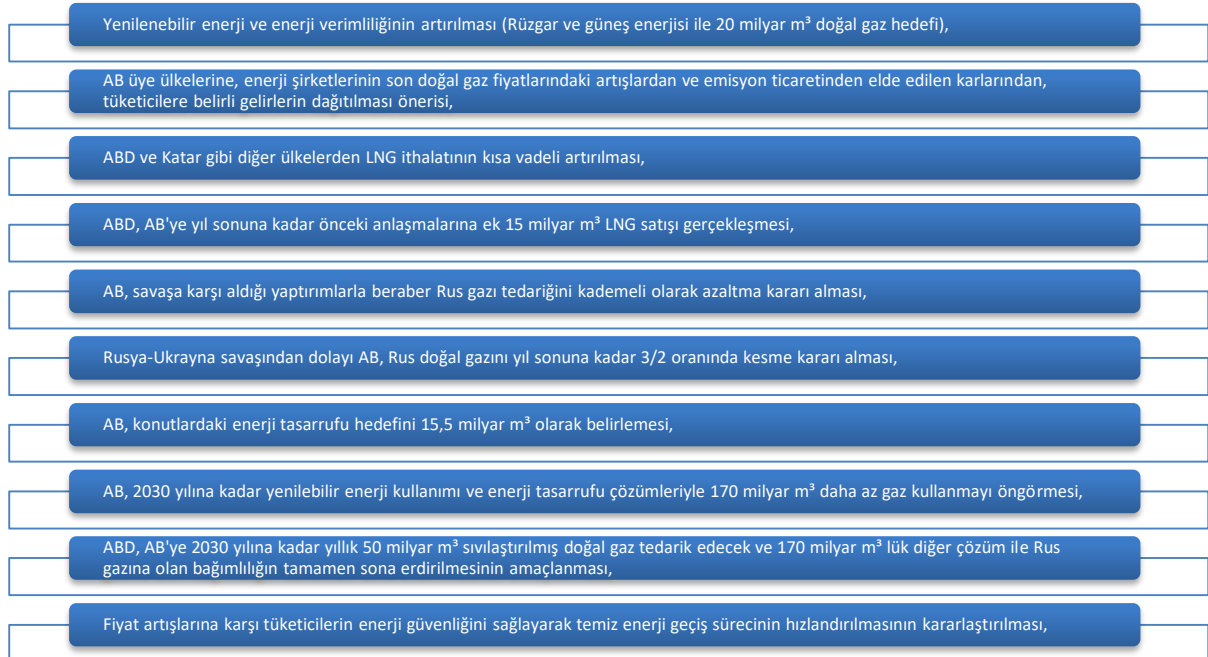 Yenilenebilir enerji ve enerji verimliliğinin artırılması (Rüzgar ve güneş enerjisi ile 20 milyar m³ doğal gaz hedefi),
AB üye ülkelerine, enerji şirketlerinin son doğal gaz fiyatlarındaki artışlardan ve emisyon ticaretinden elde edilen karlarından,
tüketicilere belirli gelirlerin dağıtılması önerisi,
ABD ve Katar gibi diğer ülkelerden LNG ithalatının kısa vadeli artırılması,
ABD, AB'ye yıl sonuna kadar önceki anlaşmalarına ek 15 milyar m³ LNG satışı gerçekleşmesi,
AB, savaşa karşı aldığı yaptırımlarla beraber Rus gazı tedariğini kademeli olarak azaltma kararı alması,
Rusya-Ukrayna savaşından dolayı AB, Rus doğal gazını yıl sonuna kadar 3/2 oranında kesme kararı alması,
AB, konutlardaki enerji tasarrufu hedefini 15,5 milyar m³ olarak belirlemesi,
AB, 2030 yılına kadar yenilebilir enerji kullanımı ve enerji tasarrufu çözümleriyle 170 milyar m³ daha az gaz kullanmayı öngörmesi,
ABD, AB'ye 2030 yılına kadar yıllık 50 milyar m³ sıvılaştırılmış doğal gaz tedarik edecek ve 170 milyar m³ lük diğer çözüm ile Rus
gazına olan bağımlılığın tamamen sona erdirilmesinin amaçlanması,
Fiyat artışlarına karşı tüketicilerin enerji güvenliğini sağlayarak temiz enerji geçiş sürecinin hızlandırılmasının kararlaştırılması,